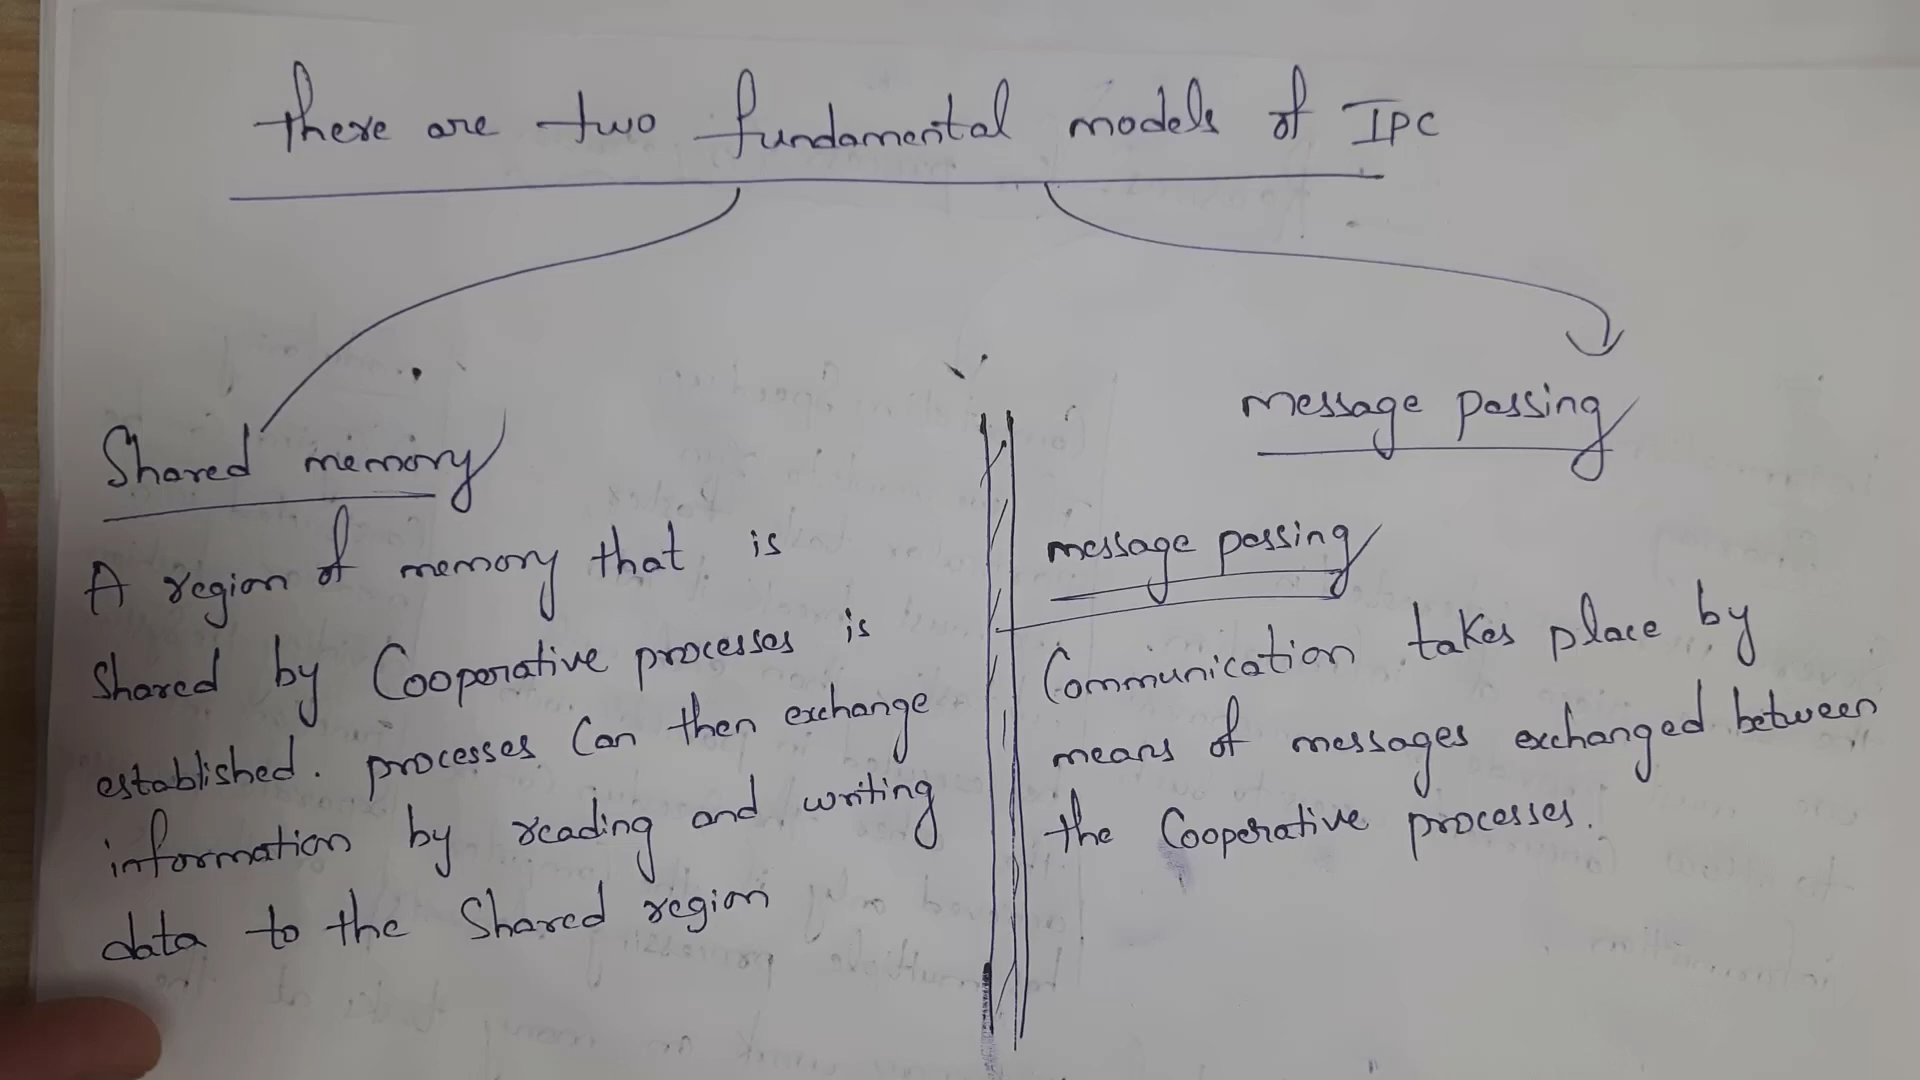 there are two fundamental models of IPC
Shared memory
A region of memory that is
Shared by Cooperative processes is
established. processes Can then exchange
information by reading and writing
data to the Shared region
message passing
message passing
Communication takes place by
means of messages exchanged between
the Cooperative processes.